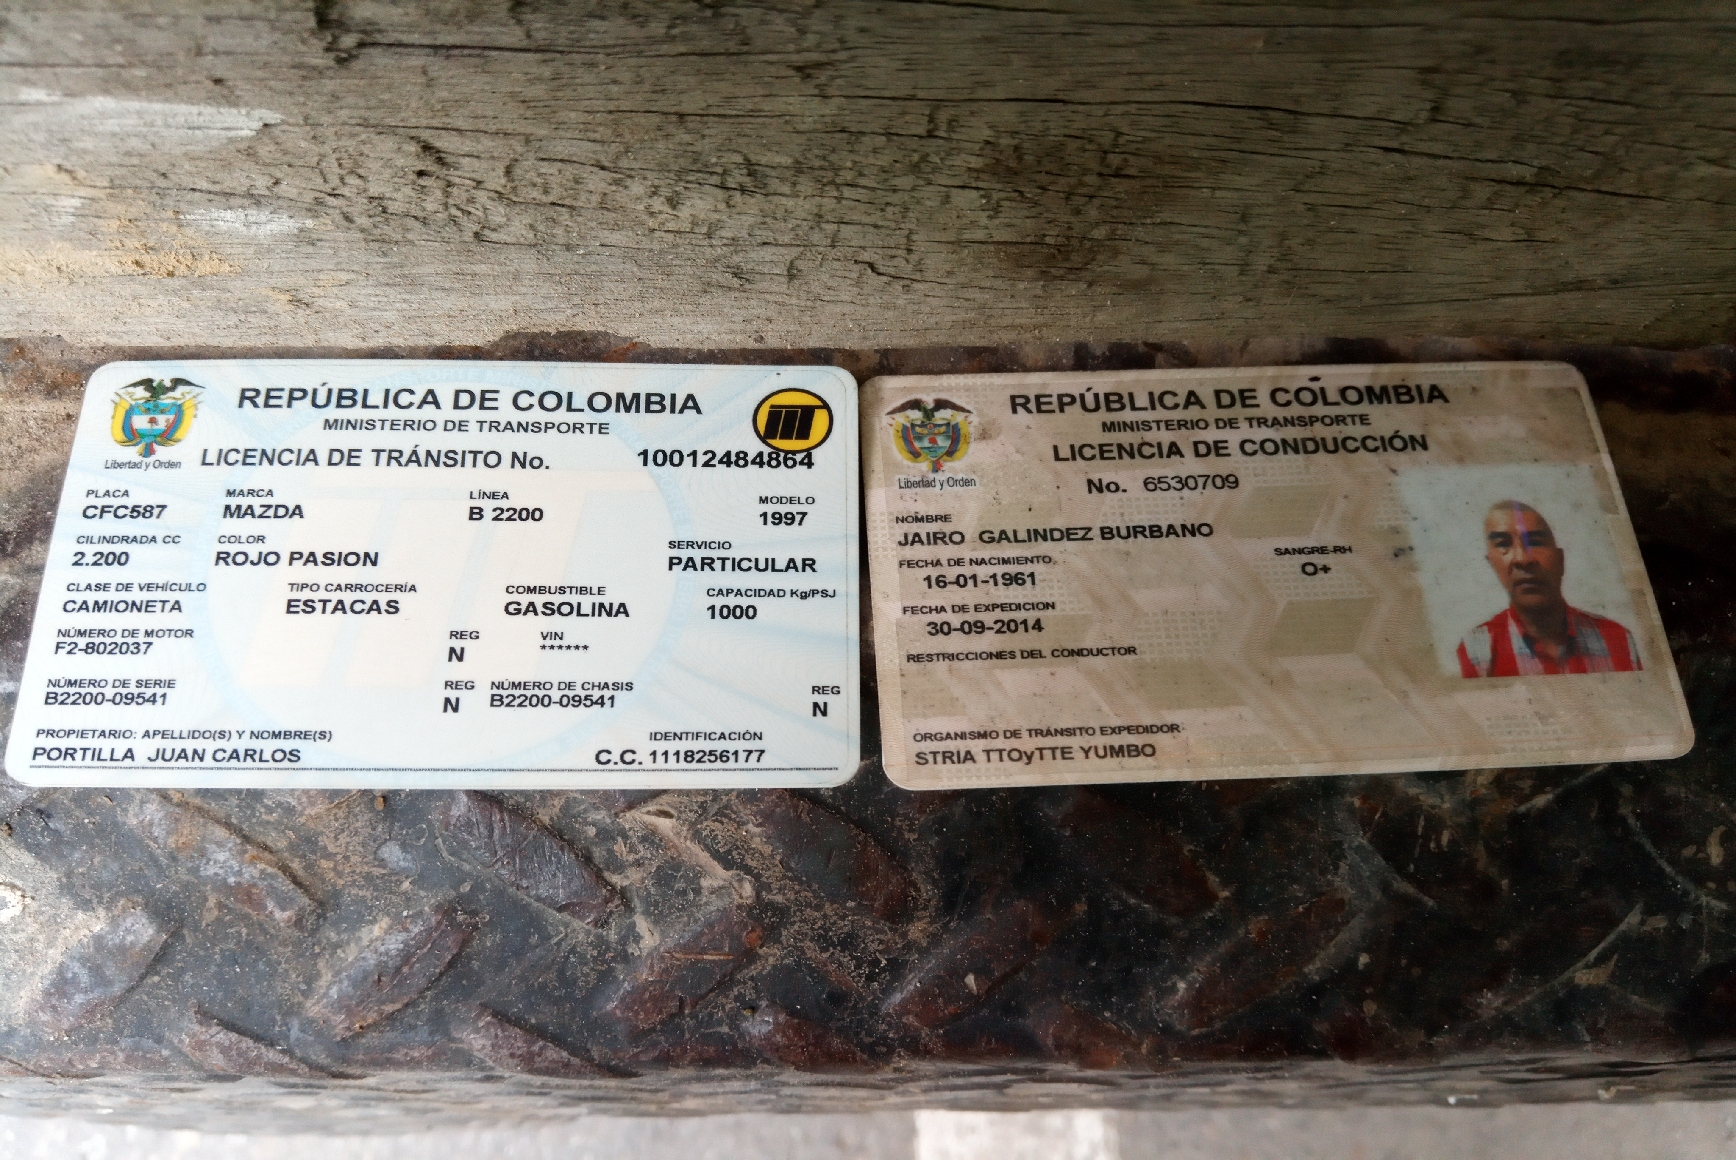 REPÚBLICA DE COLOMBIA
MINISTERIO DE TRANSPORTE
Libertad y Orden
LICENCIA DE TRÁNSITO No. 10012484864
PLACA MARCA LÍNEA MODELO
CFC587 MAZDA B 2200 1997
CILINDRADA CC COLOR SERVICIO
2.200 ROJO PASION PARTICULAR
CLASE DE VEHÍCULO TIPO CARROCERÍA COMBUSTIBLE CAPACIDAD Kg/PSJ
CAMIONETA ESTACAS GASOLINA 1000
NÚMERO DE MOTOR REG VIN
F2-802037 N ******
NÚMERO DE SERIE REG NÚMERO DE CHASIS REG
B2200-09541 N B2200-09541 N
PROPIETARIO: APELLIDO(S) Y NOMBRE(S) IDENTIFICACIÓN
PORTILLA JUAN CARLOS C.C. 1118256177
REPÚBLICA DE COLOMBIA
MINISTERIO DE TRANSPORTE
LICENCIA DE CONDUCCIÓN
Libertad y Orden
No. 6530709
NOMBRE
JAIRO GALINDEZ BURBANO
FECHA DE NACIMIENTO SANGRE-RH
16-01-1961 O+
FECHA DE EXPEDICION
30-09-2014
RESTRICCIONES DEL CONDUCTOR
ORGANISMO DE TRÁNSITO EXPEDIDOR
STRIA TTOyTTE YUMBO